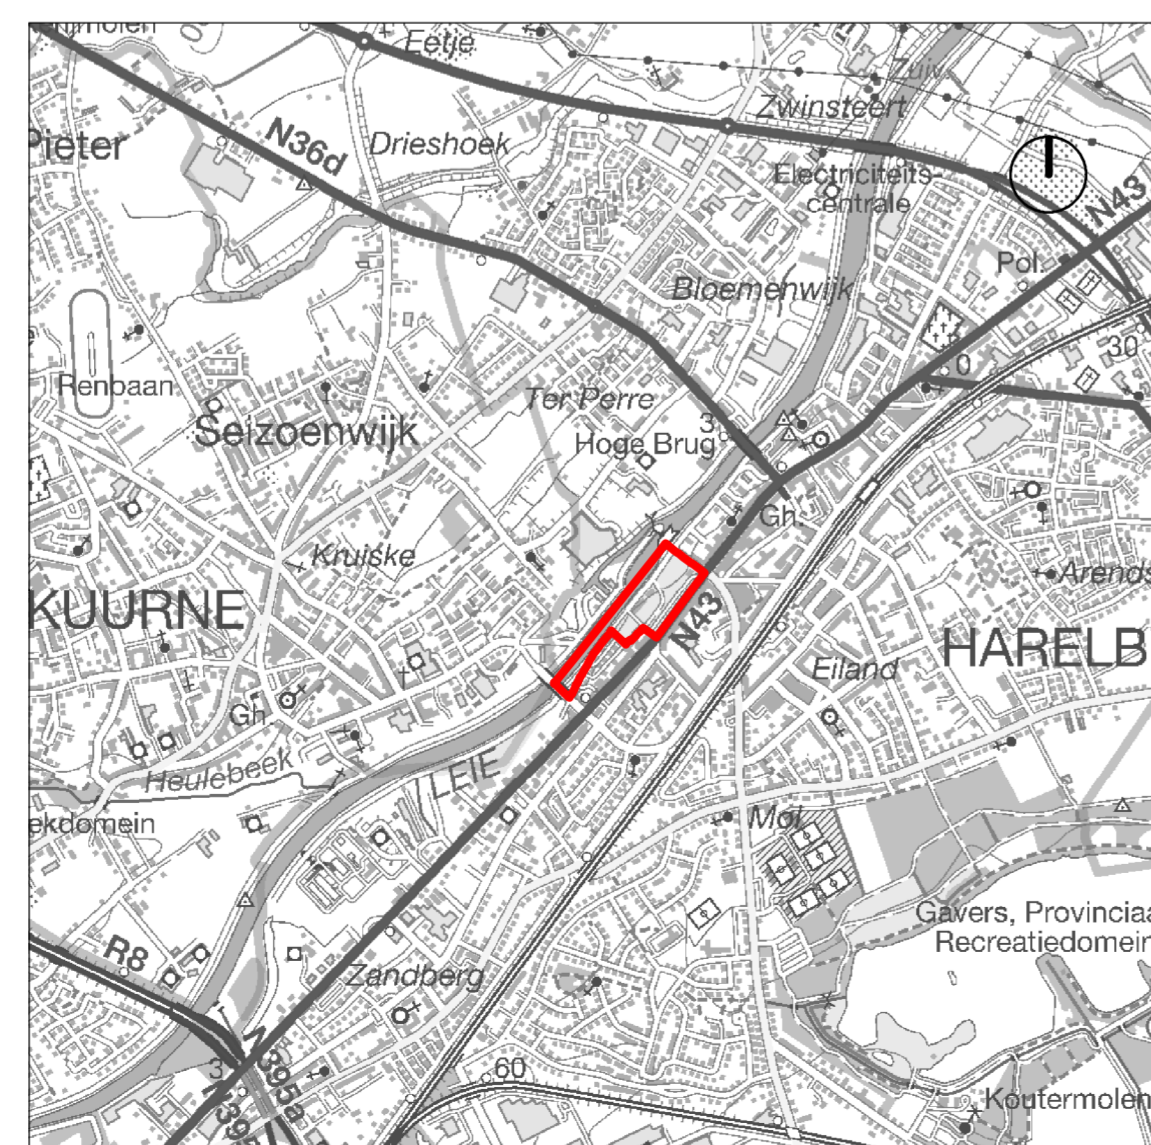 Eetje
Zwinsteert
Pieter
N36d
Drieshoek
Electriciteits-
centrale
N43
Pol.
Bloemenwijk
30
0
Renbaan
Ter Perre
Seizoenwijk
3
Hoge Brug
Gh.
Kruiske
Arends
KUURNE
N43
HARELB
Eiland
Gh.
Heulebeek
LEIE
ekdomein
Mol
Gavers, Provinciaa
Recreatiedomein
R8
Zandberg
N395a
3
60
Koutermolen